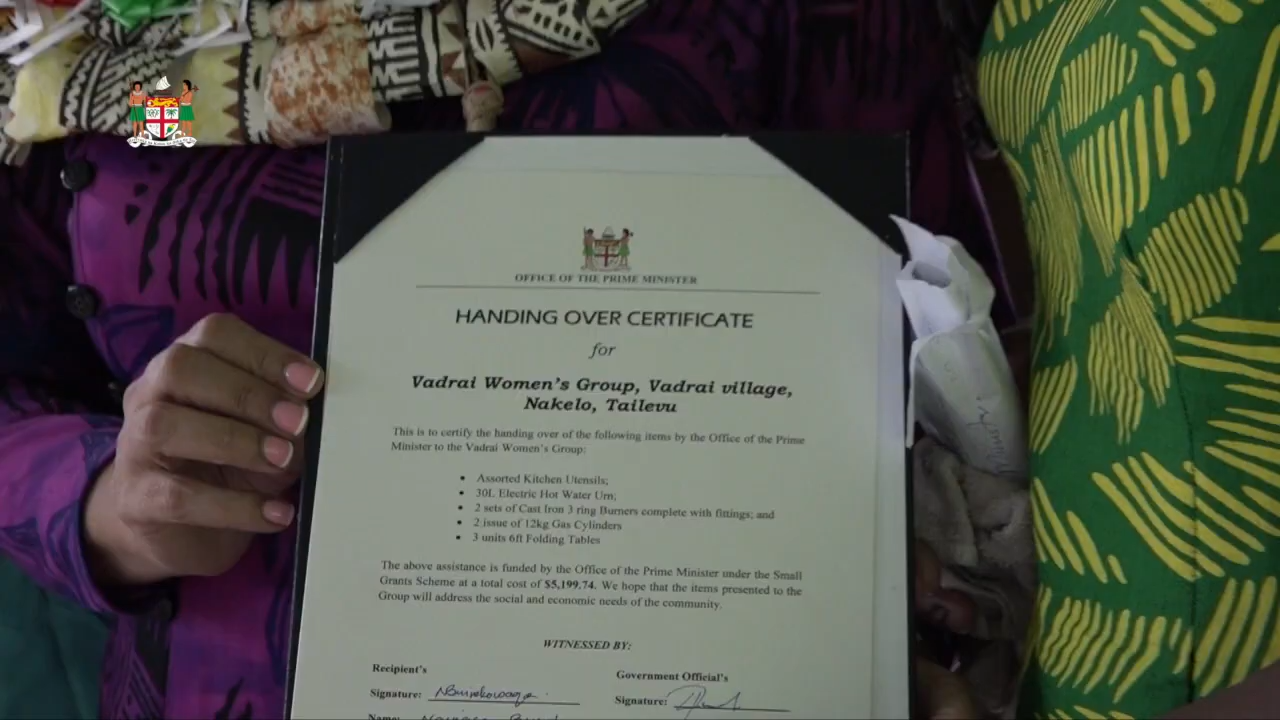 OFFICE OF THE PRIME MINISTER
HANDING OVER CERTIFICATE
for
Vadrai Women's Group, Vadrai village,
Nakelo, Tailevu
This is to certify the handing over of the following items by the Office of the Prime
Minister to the Vadrai Women's Group:
• Assorted Kitchen Utensils;
• 30L Electric Hot Water Urn;
• 2 sets of Cast Iron 3 ring Burners complete with fittings; and
• 2 issue of 12kg Gas Cylinders
• 3 units 6ft Folding Tables
The above assistance is funded by the Office of the Prime Minister under the Small
Grants Scheme at a total cost of $5,199.74. We hope that the items presented to the
Group will address the social and economic needs of the community.
WITNESSED BY:
Recipient's
Government Official's
Signature:
Signature:
Name: